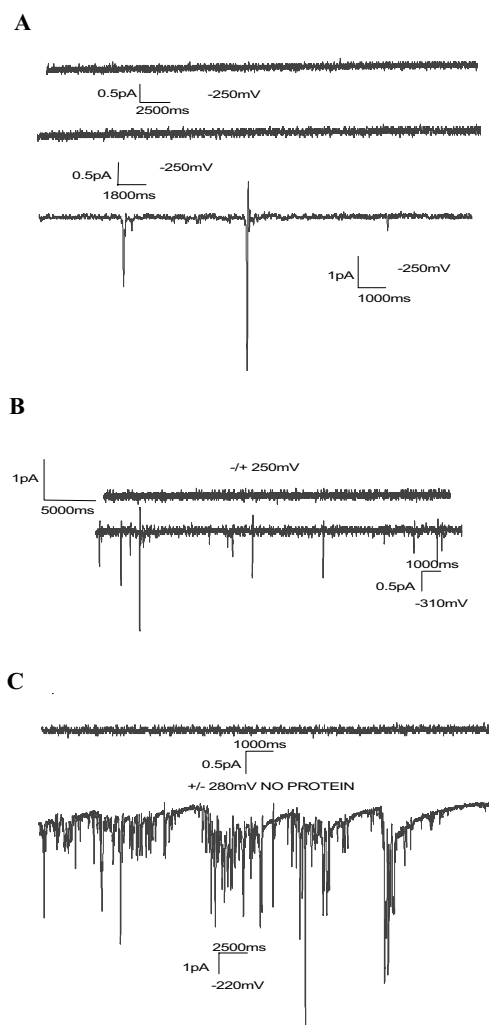 A
0.5pA
-250mV
2500ms
0.5pA
-250mV
1800ms
1pA
-250mV
1000ms
B
1pA
-/+ 250mV
5000ms
1000ms
0.5pA
-310mV
C
1000ms
0.5pA
+/- 280mV NO PROTEIN
2500ms
1pA
-220mV